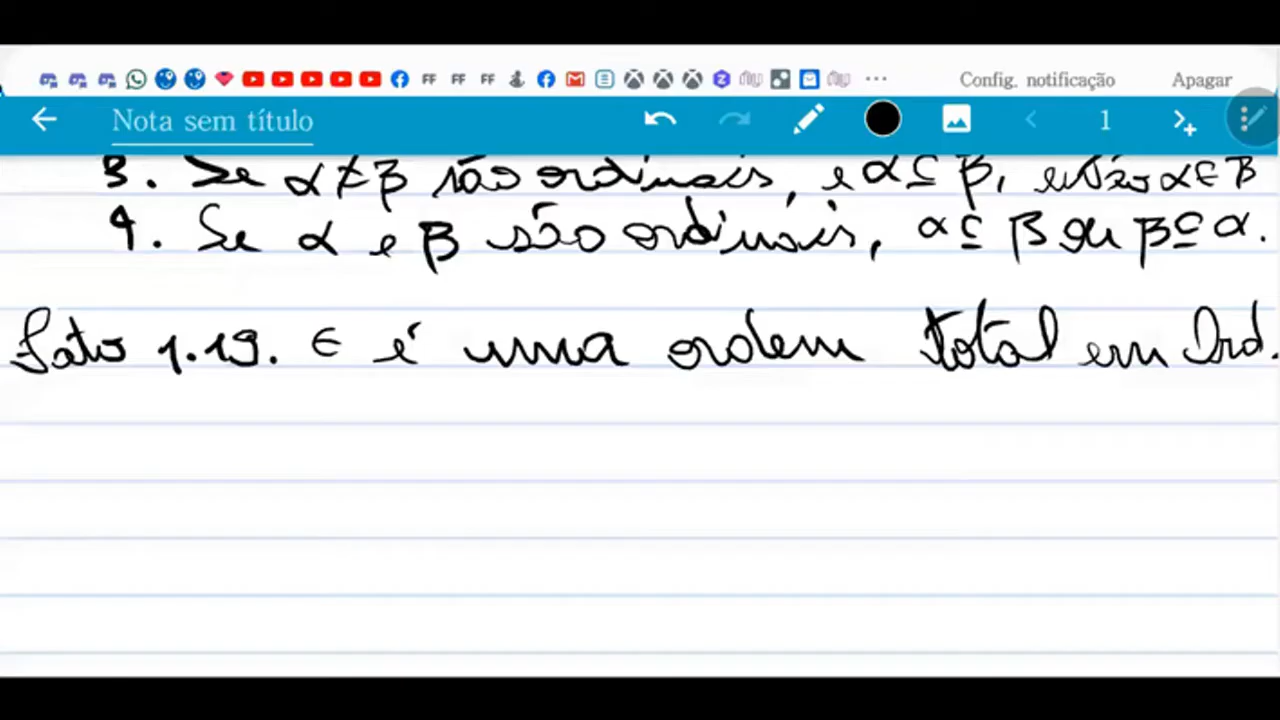 Config. notificação Apagar
Nota sem título 1
3. Se α ≠ β são ordinais, e α ⊆ β, então α ∈ β
4. Se α e β são ordinais, α ⊆ β ou β ⊆ α.
Fato 1.19. ∈ é uma ordem total em Ord.